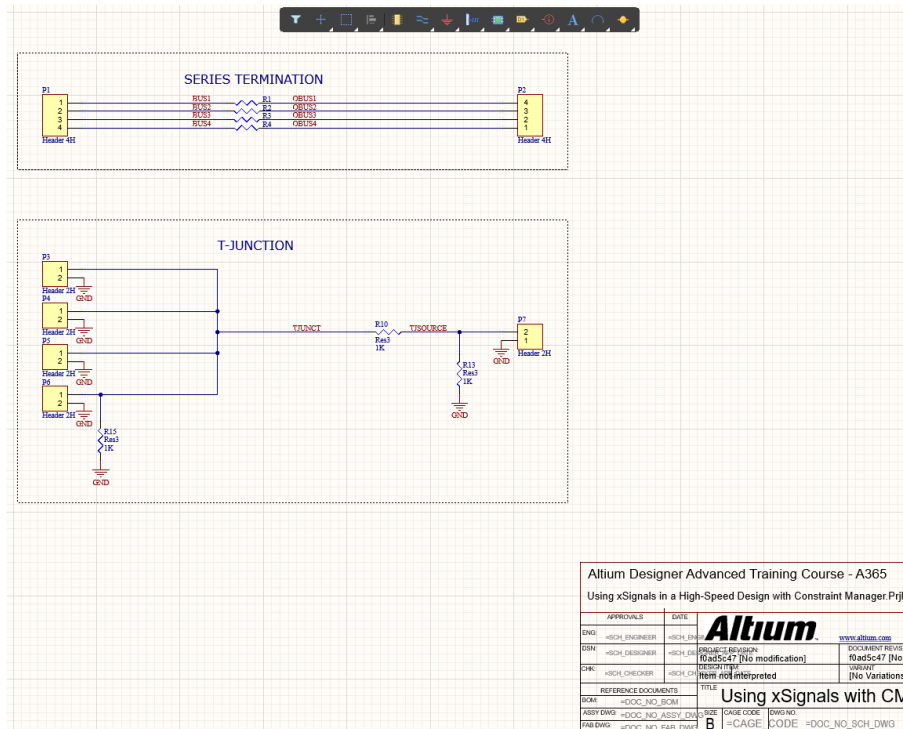 SERIES TERMINATION
P1
P2
1 BUS1 R1 OBUS1 4
2 BUS2 R2 OBUS2 3
3 BUS3 R3 OBUS3 2
4 BUS4 R4 OBUS4 1
Header 4H
Header 4H
T-JUNCTION
P3
1
2
Header 2H
GND
P4
1
2
Header 2H
GND
P5
1
2
Header 2H
GND
P6
1
2
Header 2H
GND
R15
Res3
1K
GND
TJUNCT
R10
Res3
1K
TJSOURCE
R13
Res3
1K
GND
P7
2
1
Header 2H
GND
Altium Designer Advanced Training Course - A365
Using xSignals in a High-Speed Design with Constraint Manager.Prj
APPROVALS DATE
ENG: =SCH_ENGINEER
DSN: =SCH_DESIGNER
CHK: =SCH_CHECKER
Altium
www.altium.com
PROJECT REVISION:
f0ad5c47 [No modification]
DOCUMENT REVIS
f0ad5c47 [No
DESIGN ITEM:
Item not interpreted
VARIANT
[No Variations
REFERENCE DOCUMENTS
BOM: =DOC_NO_BOM
ASSY DWG: =DOC_NO_ASSY_DWG
FAB DWG: =DOC_NO_FAB_DWG
TITLE Using xSignals with CM
SIZE CAGE CODE DWG NO.
B =CAGE CODE =DOC_NO_SCH_DWG